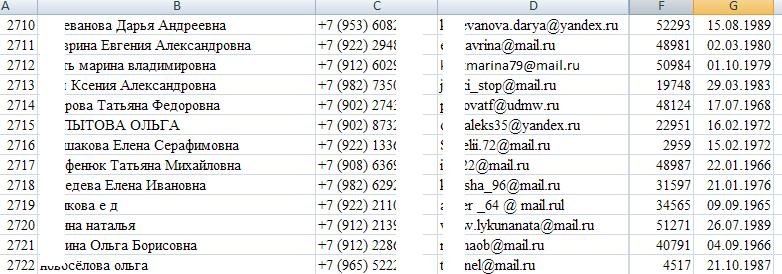 A B C D F G
2710 еванова Дарья Андреевна +7 (953) 6082 evanova.darya@yandex.ru 52293 15.08.1989
2711 врина Евгения Александровна +7 (922) 2948 avrina@mail.ru 48981 02.03.1980
2712 ть марина владимировна +7 (912) 6029 marina79@mail.ru 50984 01.10.1979
2713 Ксения Александровна +7 (982) 7350 i_stop@mail.ru 19748 29.03.1983
2714 рова Татьяна Федоровна +7 (902) 2743 ovatf@udmw.ru 48124 17.07.1968
2715 ПЫТОВА ОЛЬГА +7 (902) 8732 aleks35@yandex.ru 22951 16.02.1972
2716 шакова Елена Серафимовна +7 (922) 1336 elii.72@mail.ru 2959 15.02.1972
2717 фенюк Татьяна Михайловна +7 (908) 6369 22@mail.ru 48987 22.01.1966
2718 едева Елена Ивановна +7 (982) 6292 sha_96@mail.ru 31597 21.01.1976
2719 кова е д +7 (922) 2110 er _64 @ mail.rul 34565 09.09.1965
2720 ина наталья +7 (912) 2139 w.lykunanata@mail.ru 51271 26.07.1989
2721 ина Ольга Борисовна +7 (912) 2286 naob@mail.ru 40791 04.09.1966
2722 новосёлова ольга +7 (965) 5222 nel@mail.ru 4517 21.10.1987